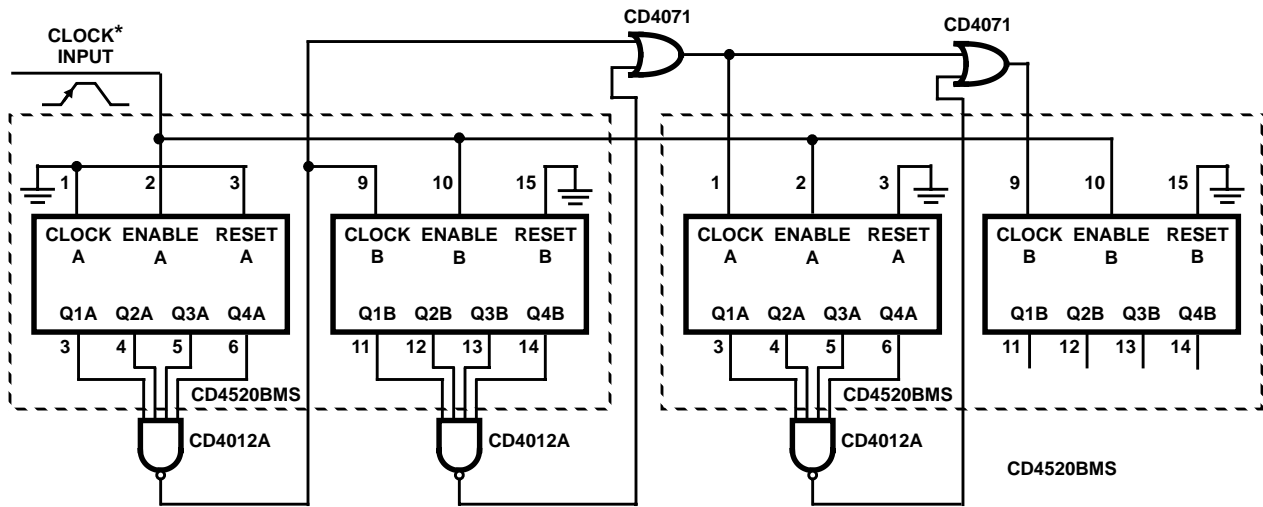 CD4071
CD4071
CLOCK*
INPUT
1 2 3 9 10 15 1 2 3 9 10 15
CLOCK ENABLE RESET CLOCK ENABLE RESET CLOCK ENABLE RESET CLOCK ENABLE RESET
A A A B B B A A A B B B
Q1A Q2A Q3A Q4A Q1B Q2B Q3B Q4B Q1A Q2A Q3A Q4A Q1B Q2B Q3B Q4B
3 4 5 6 11 12 13 14 3 4 5 6 11 12 13 14
CD4520BMS CD4520BMS
CD4012A CD4012A CD4012A
CD4520BMS